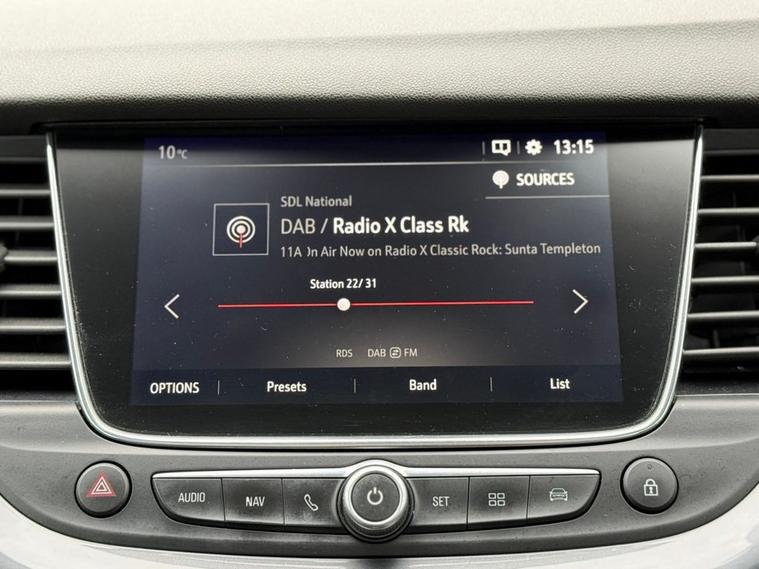 10°C 13:15
SOURCES
SDL National
DAB / Radio X Class Rk
11A On Air Now on Radio X Classic Rock: Sunta Templeton
Station 22/31
RDS DAB FM
OPTIONS Presets Band List
AUDIO NAV SET